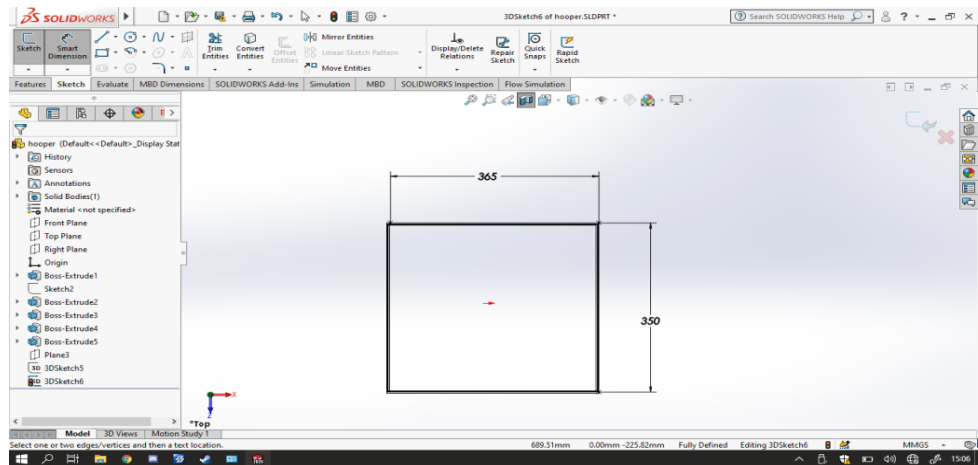 SOLIDWORKS
3DSketch6 of hooper.SLDPRT *
Search SOLIDWORKS Help
Sketch
Smart Dimension
Trim Entities
Convert Entities
Offset Entities
Mirror Entities
Linear Sketch Pattern
Move Entities
Display/Delete Relations
Repair Sketch
Quick Snaps
Rapid Sketch
Features Sketch Evaluate MBD Dimensions SOLIDWORKS Add-Ins Simulation MBD SOLIDWORKS Inspection Flow Simulation
hooper (Default<<Default>_Display Stat
History
Sensors
Annotations
Solid Bodies(1)
Material <not specified>
Front Plane
Top Plane
Right Plane
Origin
Boss-Extrude1
Sketch2
Boss-Extrude2
Boss-Extrude3
Boss-Extrude4
Boss-Extrude5
Plane3
3D 3DSketch5
3D 3DSketch6
365
350
X
Z
*Top
Model 3D Views Motion Study 1
Select one or two edges/vertices and then a text location. 689.51mm 0.00mm -225.82mm Fully Defined Editing 3DSketch6 MMGS
15:06